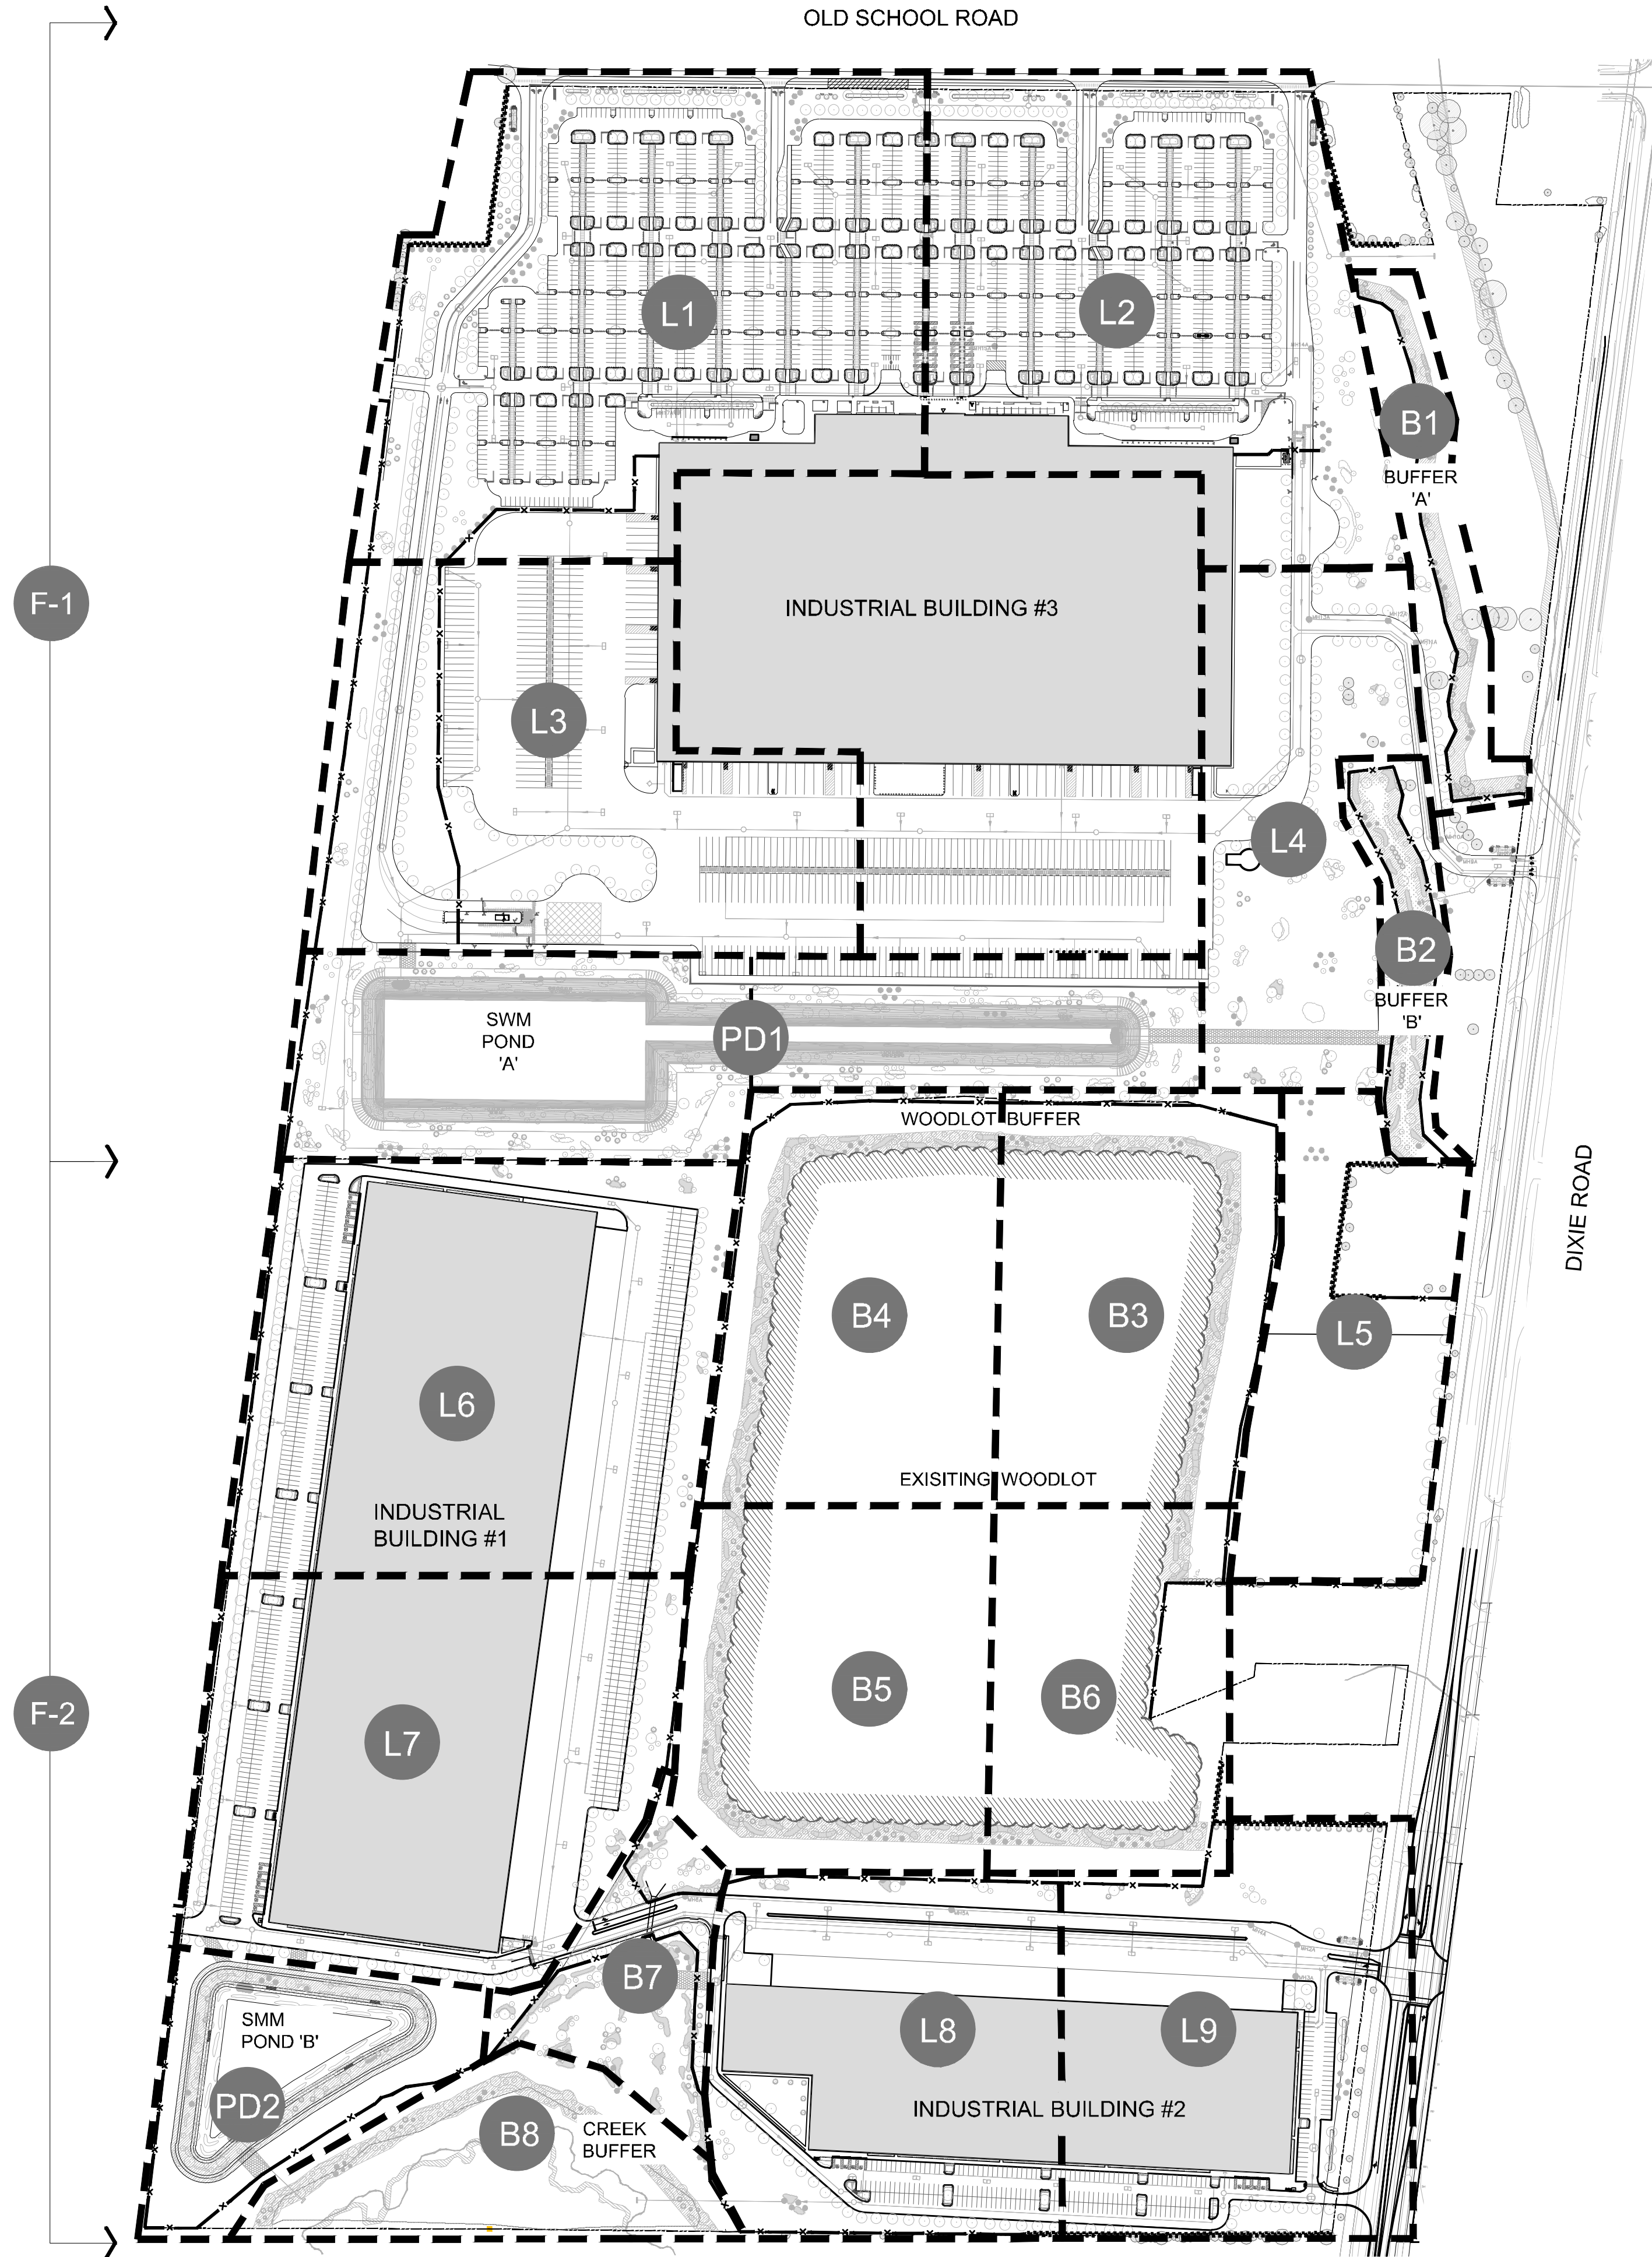 OLD SCHOOL ROAD
L1
L2
B1
BUFFER
'A'
F-1
INDUSTRIAL BUILDING #3
L3
L4
B2
BUFFER
'B'
SWM
POND
'A'
PD1
WOODLOT BUFFER
DIXIE ROAD
B4
B3
L5
L6
EXISITING WOODLOT
INDUSTRIAL
BUILDING #1
B5
B6
F-2
L7
B7
SMM
POND 'B'
L8
L9
PD2
INDUSTRIAL BUILDING #2
B8
CREEK
BUFFER